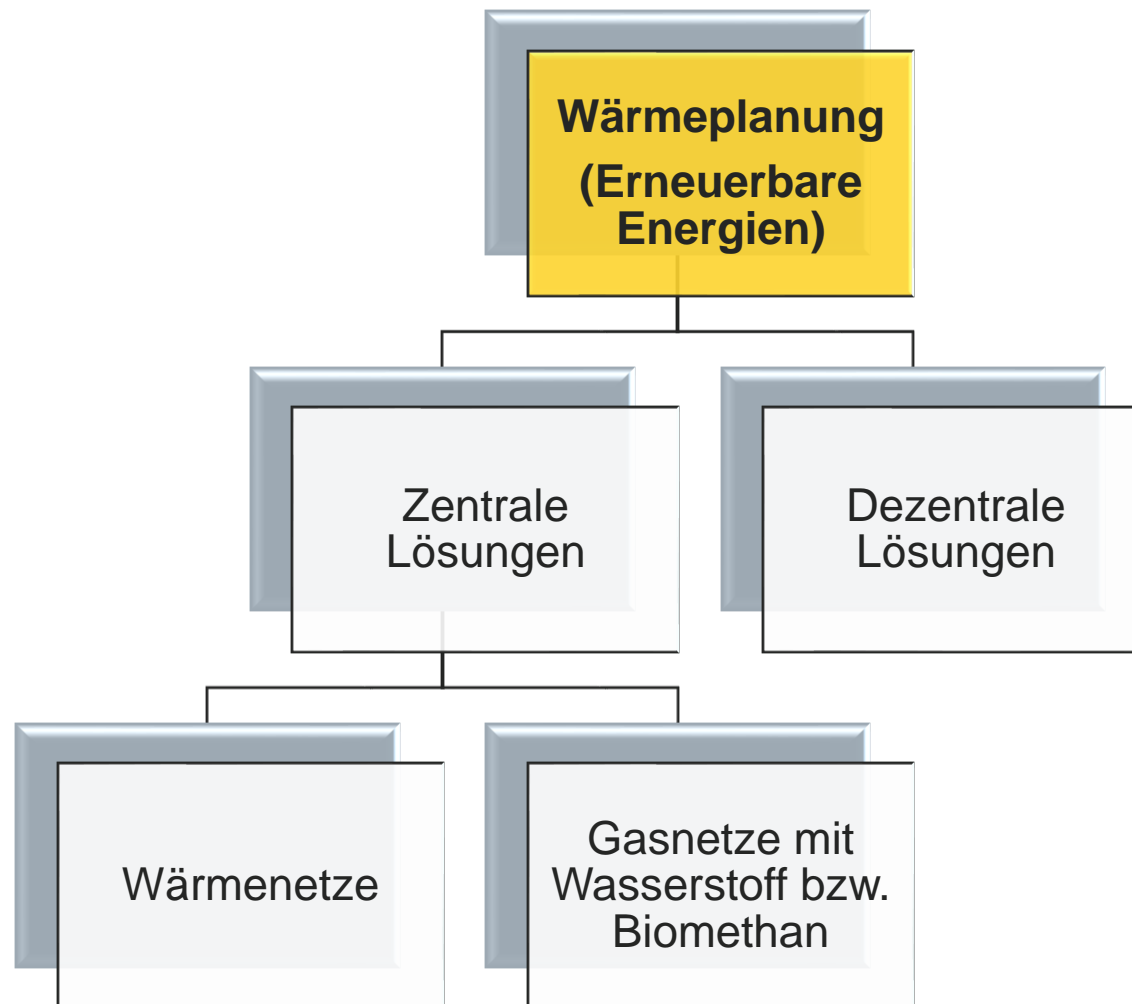 Wärmeplanung
(Erneuerbare
Energien)
Zentrale
Lösungen
Dezentrale
Lösungen
Wärmenetze
Gasnetze mit
Wasserstoff bzw.
Biomethan